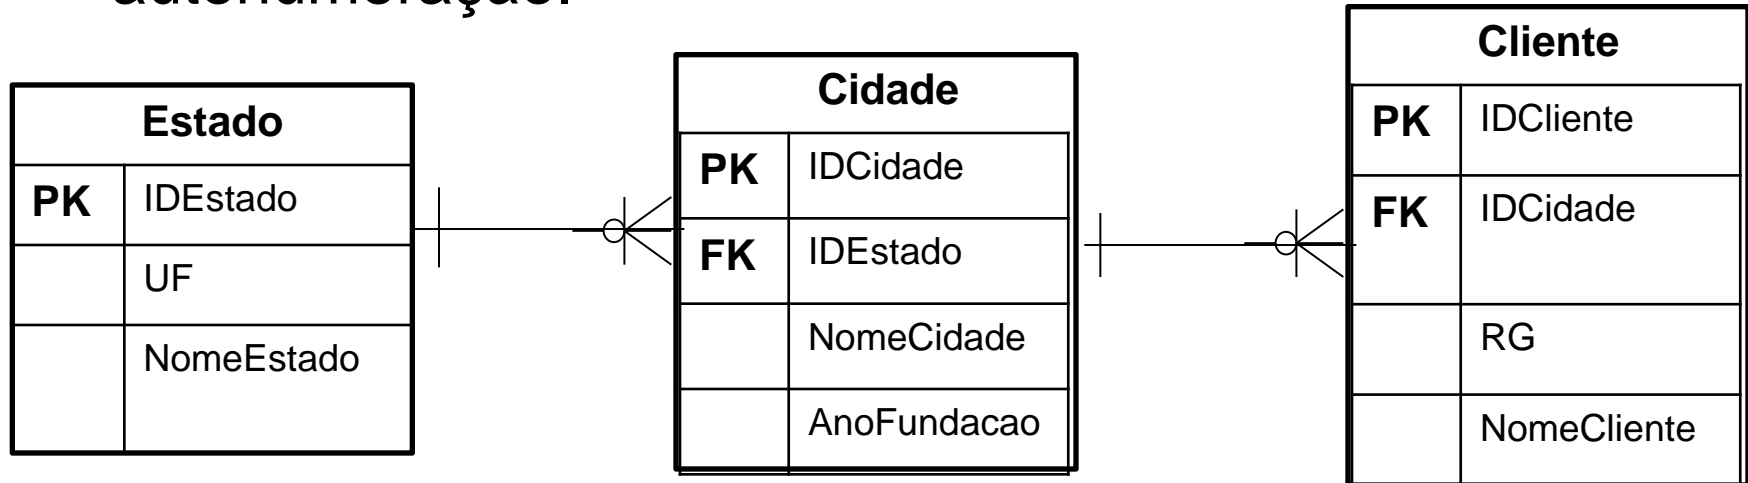 autonumeração.
Estado
PK IDEstado
UF
NomeEstado
Cidade
PK IDCidade
FK IDEstado
NomeCidade
AnoFundacao
Cliente
PK IDCliente
FK IDCidade
RG
NomeCliente